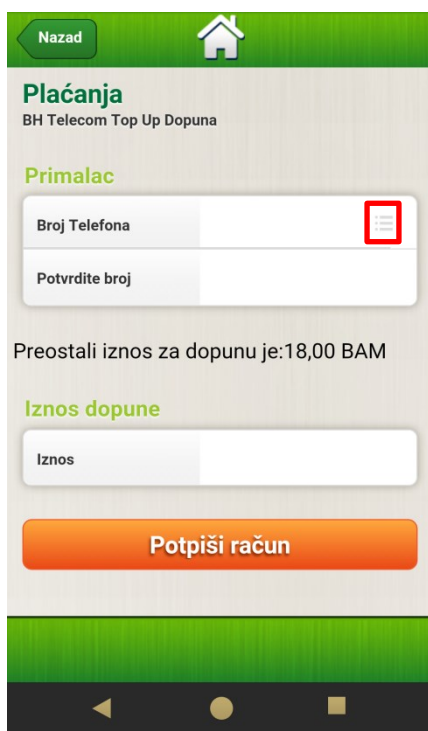 Nazad
Plaćanja
BH Telecom Top Up Dopuna
Primalac
Broj Telefona
Potvrdite broj
Preostali iznos za dopunu je:18,00 BAM
Iznos dopune
Iznos
Potpiši račun